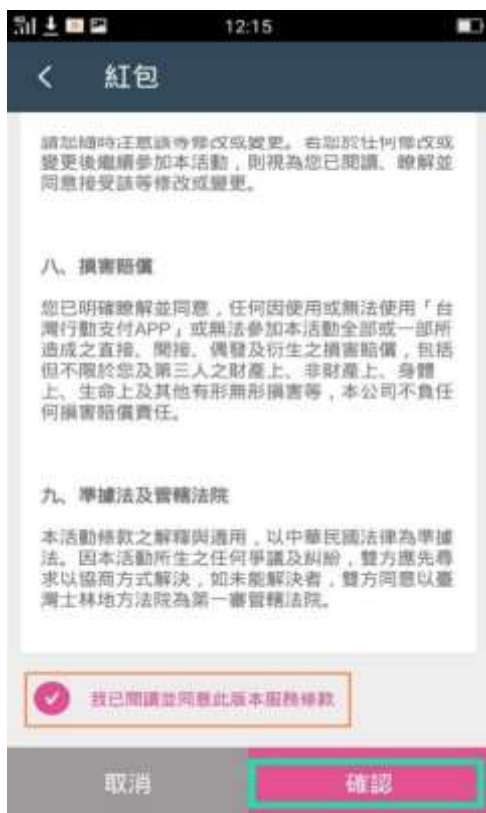 12:15
紅包
請您隨時注意該等修改或變更。若您於任何修改或
變更後繼續參加本活動，則視為您已閱讀、瞭解並
同意接受該等修改或變更。
八、損害賠償
您已明確瞭解並同意，任何因使用或無法使用「台
灣行動支付APP」或無法參加本活動全部或一部所
造成之直接、間接、偶發及衍生之損害賠償，包括
但不限於您及第三人之財產上、非財產上、身體
上、生命上及其他有形無形損害等，本公司不負任
何損害賠償責任。
九、準據法及管轄法院
本活動條款之解釋與適用，以中華民國法律為準據
法。因本活動所生之任何爭議及糾紛，雙方應先尋
求以協商方式解決，如未能解決者，雙方同意以臺
灣士林地方法院為第一審管轄法院。
我已閱讀並同意此版本服務條款
取消
確認